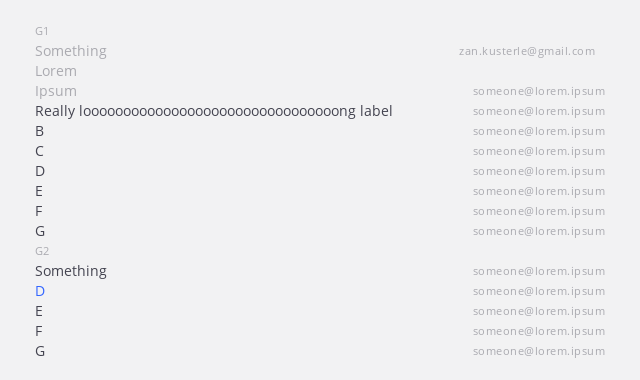 G1
Something zan.kusterle@gmail.com
Lorem
Ipsum someone@lorem.ipsum
Really looooooooooooooooooooooooooooooooong label someone@lorem.ipsum
B someone@lorem.ipsum
C someone@lorem.ipsum
D someone@lorem.ipsum
E someone@lorem.ipsum
F someone@lorem.ipsum
G someone@lorem.ipsum
G2
Something someone@lorem.ipsum
D someone@lorem.ipsum
E someone@lorem.ipsum
F someone@lorem.ipsum
G someone@lorem.ipsum